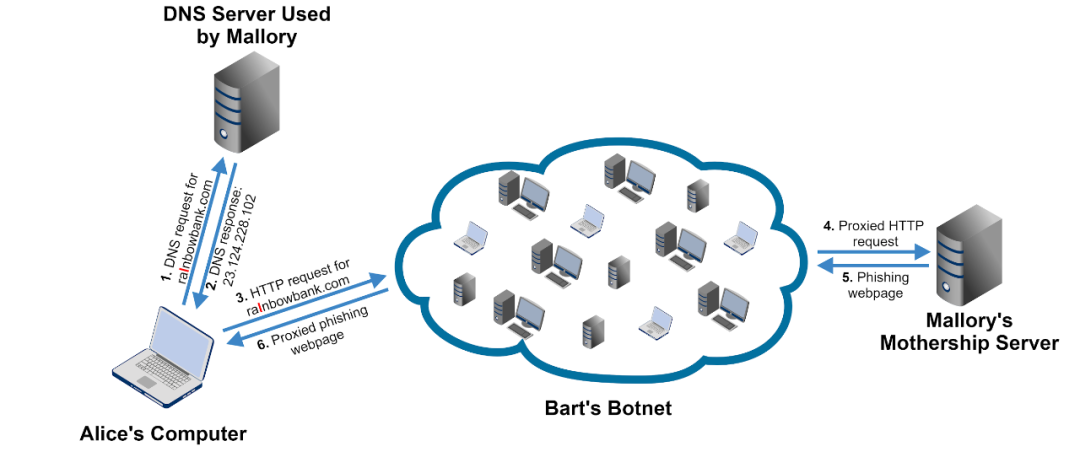 DNS Server Used
by Mallory
1. DNS request for
ralnbowbank.com
2. DNS response:
23.124.228.102
3. HTTP request for
ralnbowbank.com
6. Proxied phishing
webpage
4. Proxied HTTP
request
5. Phishing
webpage
Mallory's
Mothership Server
Bart's Botnet
Alice's Computer